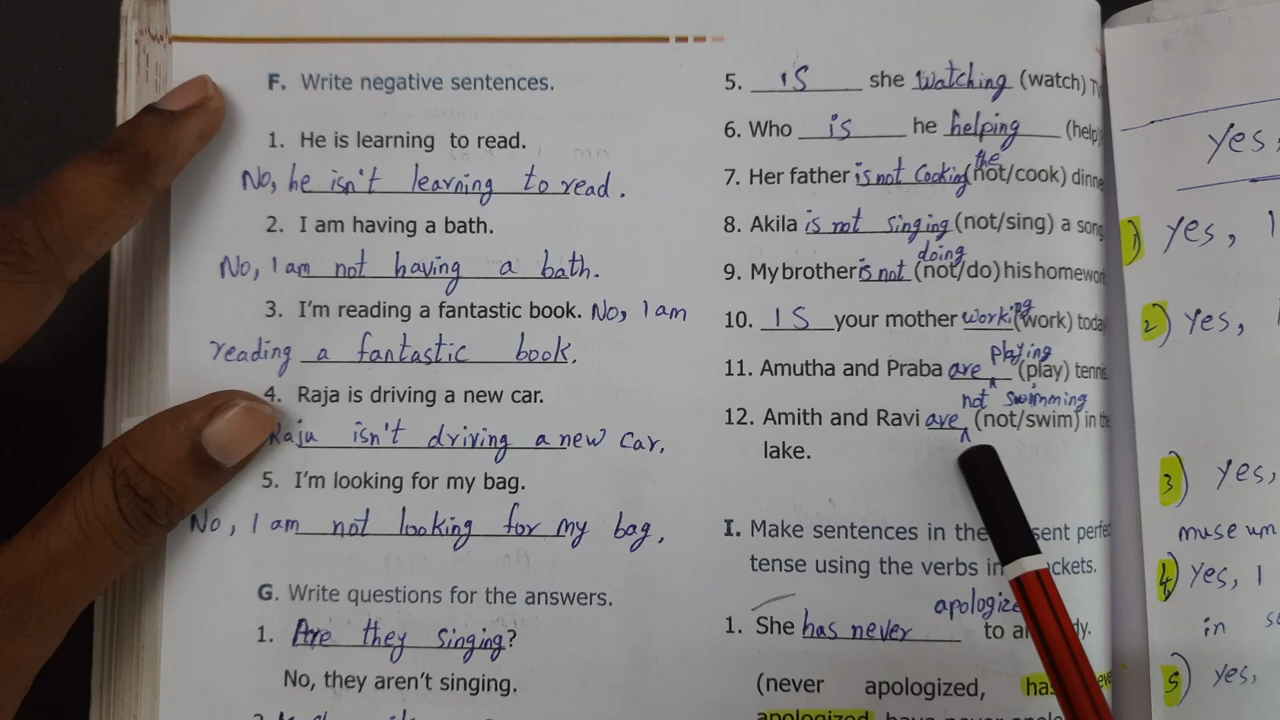 F. Write negative sentences.
1. He is learning to read.
No, he isn't learning to read.
2. I am having a bath.
No, I am not having a bath.
3. I'm reading a fantastic book. No, I am
reading a fantastic book.
4. Raja is driving a new car.
Raju isn't driving a new car.
5. I'm looking for my bag.
No, I am not looking for my bag.
G. Write questions for the answers.
1. Are they singing?
No, they aren't singing.
5. is she watching (watch)
6. Who is he helping (help)
the
7. Her father is not cooking (not/cook)
8. Akila is not singing (not/sing) a song
doing
9. My brother is not (not/do) his
10. IS your mother working (work)
playing
11. Amutha and Praba are (play) tennis
not swimming
12. Amith and Ravi are (not/swim) in the
lake.
I. Make sentences in the
tense using the verbs in
1. She has never to
(never apologized,
apologized
yes,
1) yes, I
2) yes,
3) yes,
museum
4) yes, I
in
5) yes,